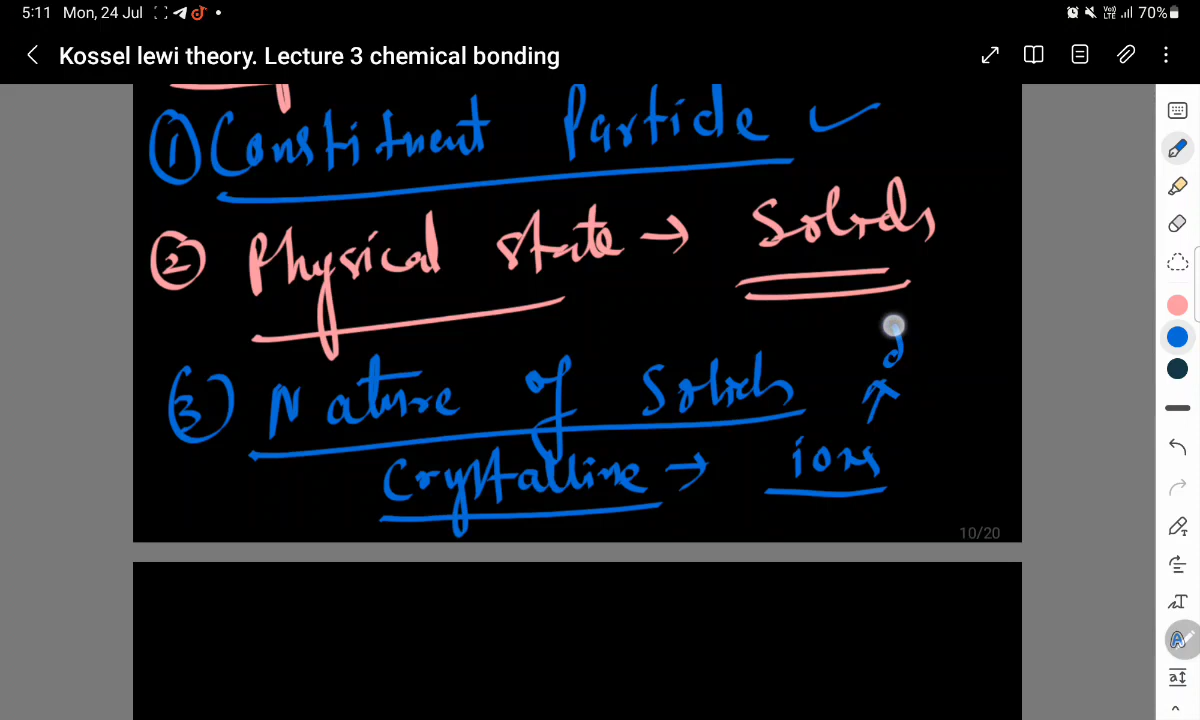 5:11 Mon, 24 Jul 70%
Kossel lewi theory. Lecture 3 chemical bonding
① Constituent Particle ✓
② Physical state → Solids
③ Nature of Solids
Crystalline → ions
10/20